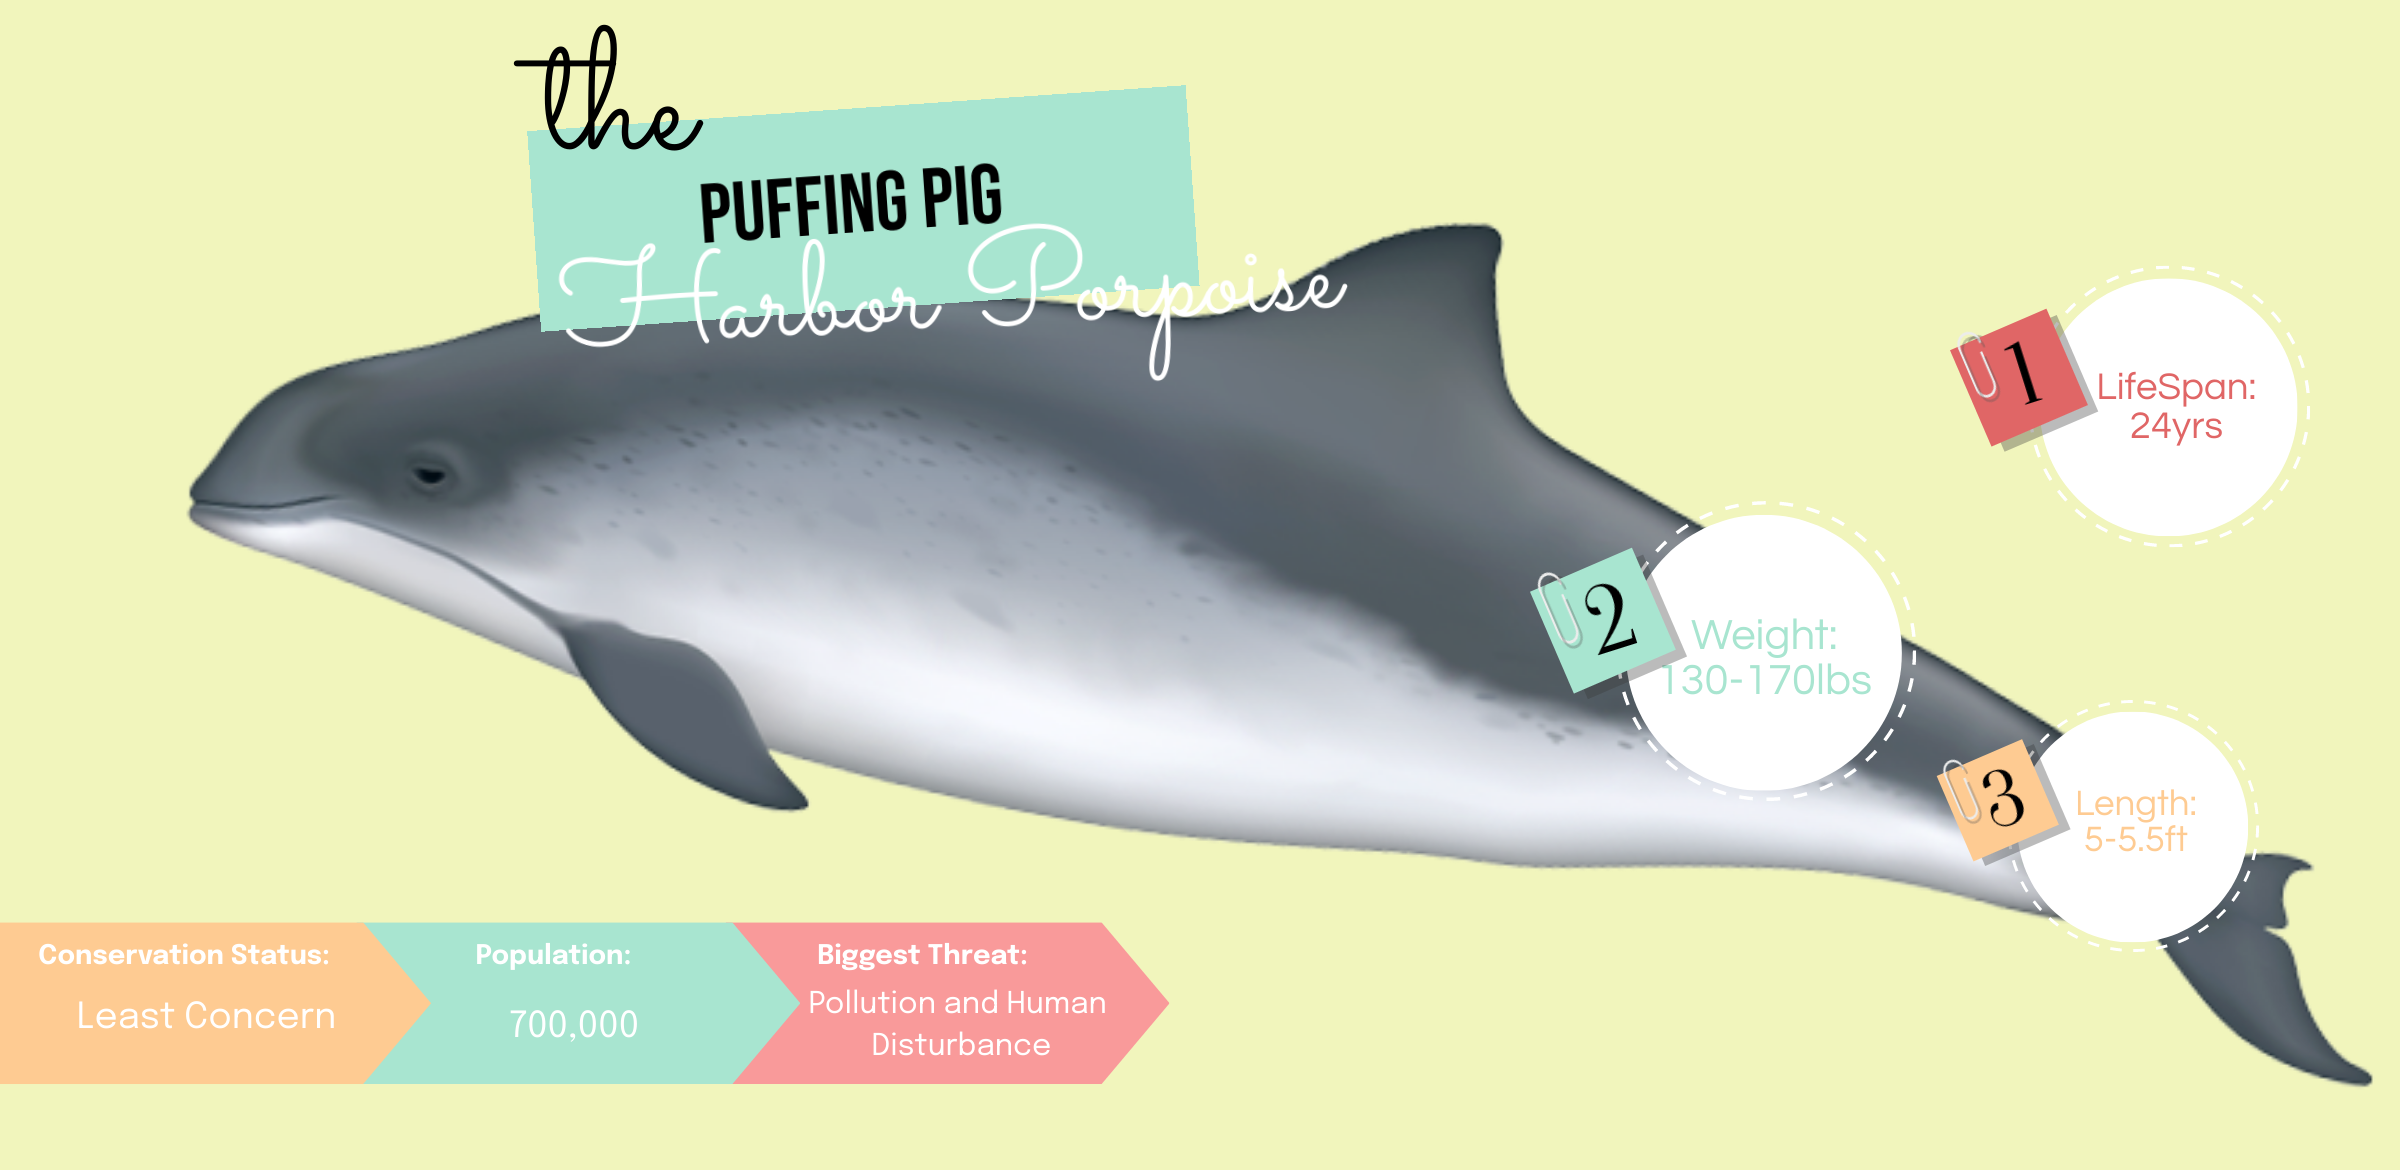 the
PUFFING PIG
Harbor Porpoise
1
LifeSpan:
24yrs
2
Weight:
130-170lbs
3
Length:
5-5.5ft
Conservation Status:
Least Concern
Population:
700,000
Biggest Threat:
Pollution and Human
Disturbance